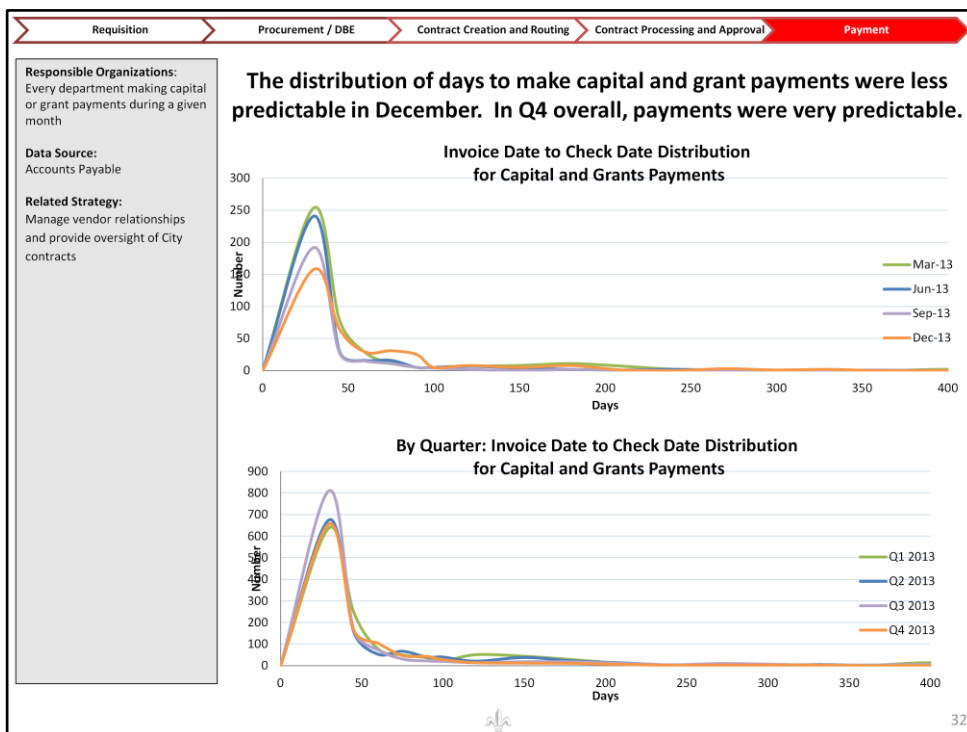 Requisition
Procurement / DBE
Contract Creation and Routing
Contract Processing and Approval
Payment
Responsible Organizations:
Every department making capital
or grant payments during a given
month
Data Source:
Accounts Payable
Related Strategy:
Manage vendor relationships
and provide oversight of City
contracts
The distribution of days to make capital and grant payments were less
predictable in December. In Q4 overall, payments were very predictable.
Invoice Date to Check Date Distribution
for Capital and Grants Payments
300
250
200
150
100
50
0
Number
0 50 100 150 200 250 300 350 400
Days
Mar-13
Jun-13
Sep-13
Dec-13
By Quarter: Invoice Date to Check Date Distribution
for Capital and Grants Payments
900
800
700
600
500
400
300
200
100
0
Number
0 50 100 150 200 250 300 350 400
Days
Q1 2013
Q2 2013
Q3 2013
Q4 2013
32